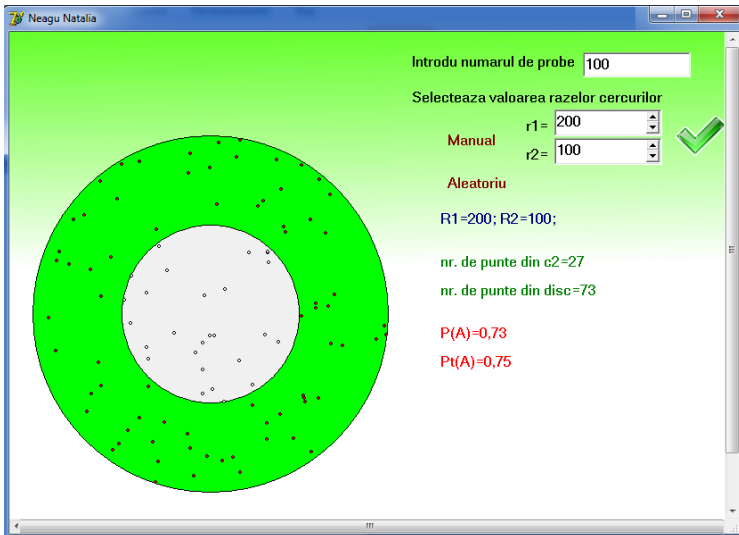 Neagu Natalia
Introdu numarul de probe 100
Selecteaza valoarea razelor cercurilor
r1= 200
Manual
r2= 100
Aleatoriu
R1=200; R2=100;
nr. de punte din c2=27
nr. de punte din disc=73
P(A)=0,73
Pt(A)=0,75